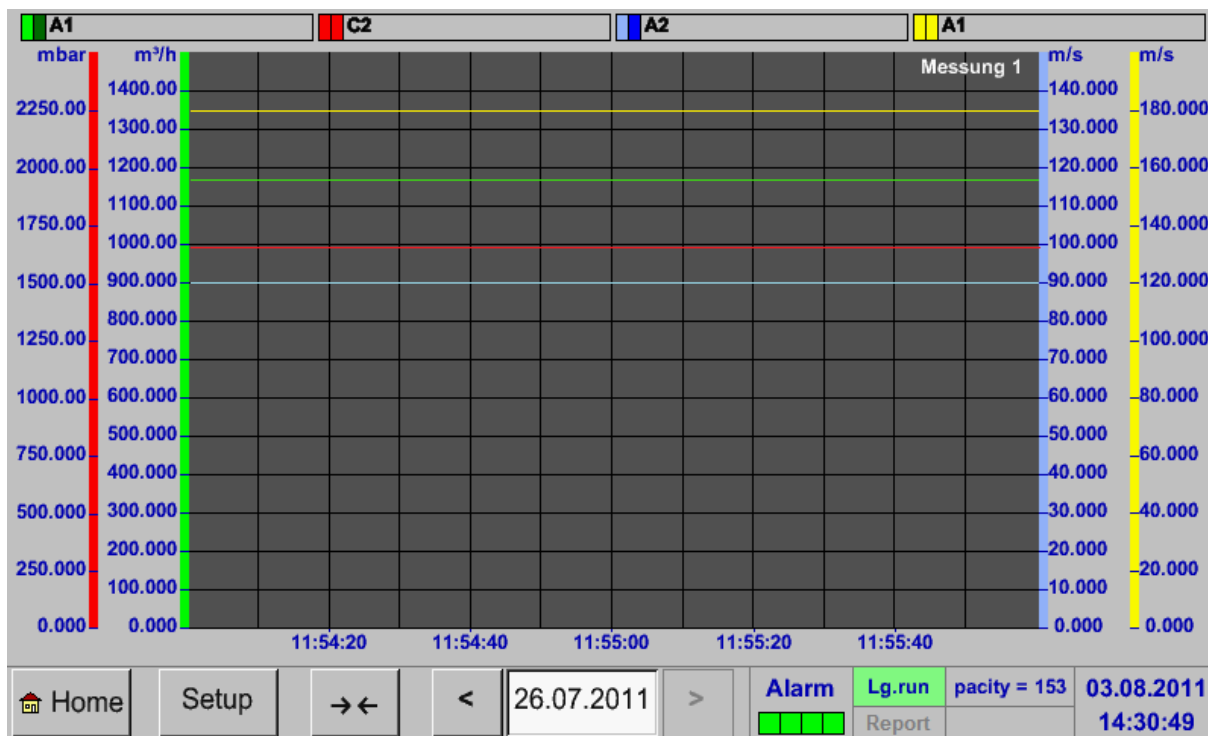 A1 C2 A2 A1
mbar m³/h m/s m/s
Messung 1
1400.00 140.000
2250.00 180.000
1300.00 130.000
2000.00 1200.00 120.000 160.000
1100.00 110.000
1750.00 140.000
1000.00 100.000
1500.00 900.000 90.000 120.000
800.000 80.000
1250.00 100.000
700.000 70.000
1000.00 600.000 60.000 80.000
500.000 50.000
750.000 60.000
400.000 40.000
500.000 300.000 30.000 40.000
200.000 20.000
250.000 20.000
100.000 10.000
0.000 0.000 0.000 0.000
11:54:20 11:54:40 11:55:00 11:55:20 11:55:40
Home Setup →← < 26.07.2011 > Alarm Lg.run pacity = 153 03.08.2011
Report 14:30:49